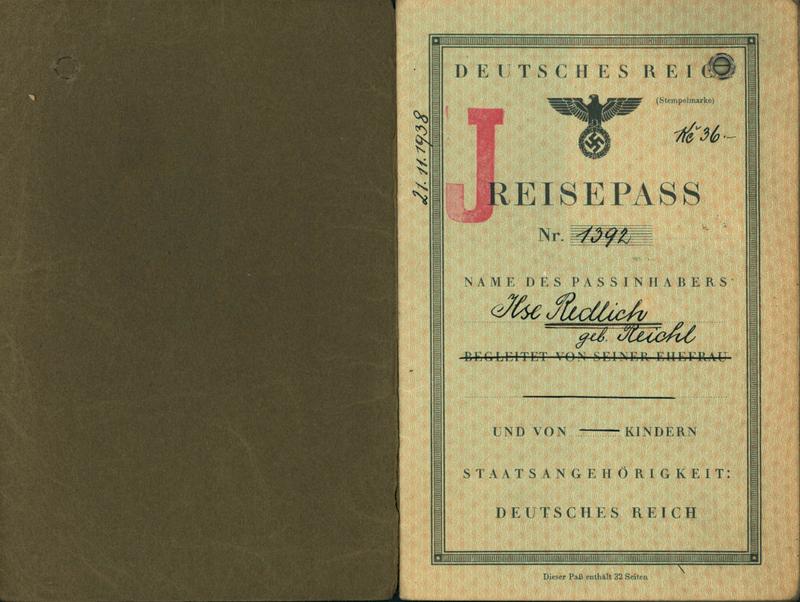 DEUTSCHES REIC
(Stempelmarke)
Kč 36.-
21.11.1938
J
REISEPASS
Nr. 1392
NAME DES PASSINHABERS
Ilse Redlich
geb. Reichl
BEGLEITET VON SEINER EHEFRAU
UND VON — KINDERN
STAATSANGEHÖRIGKEIT:
DEUTSCHES REICH
Dieser Paß enthält 32 Seiten